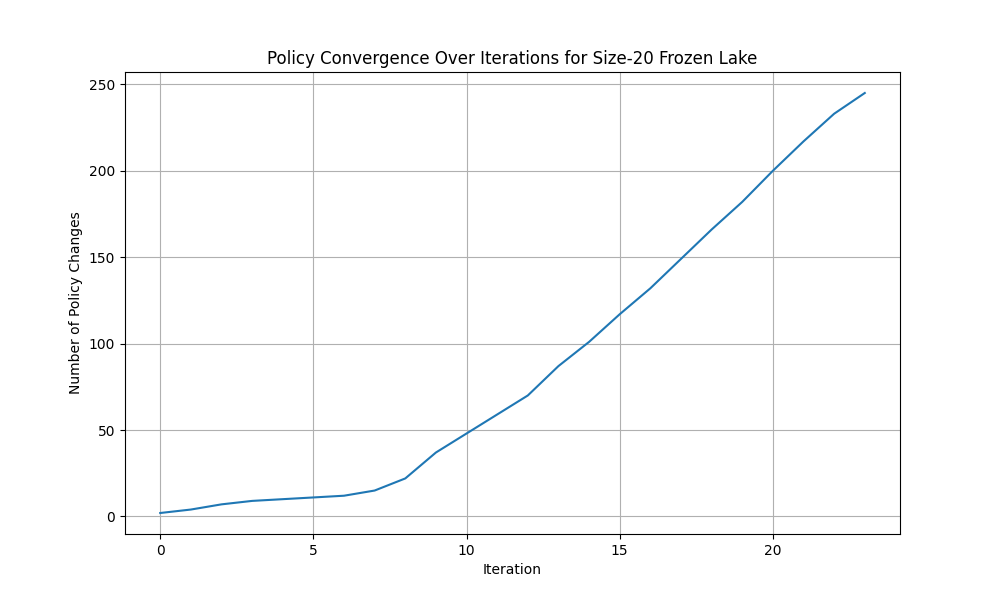 Policy Convergence Over Iterations for Size-20 Frozen Lake
250
200
150
100
50
0
Number of Policy Changes
0 5 10 15 20
Iteration